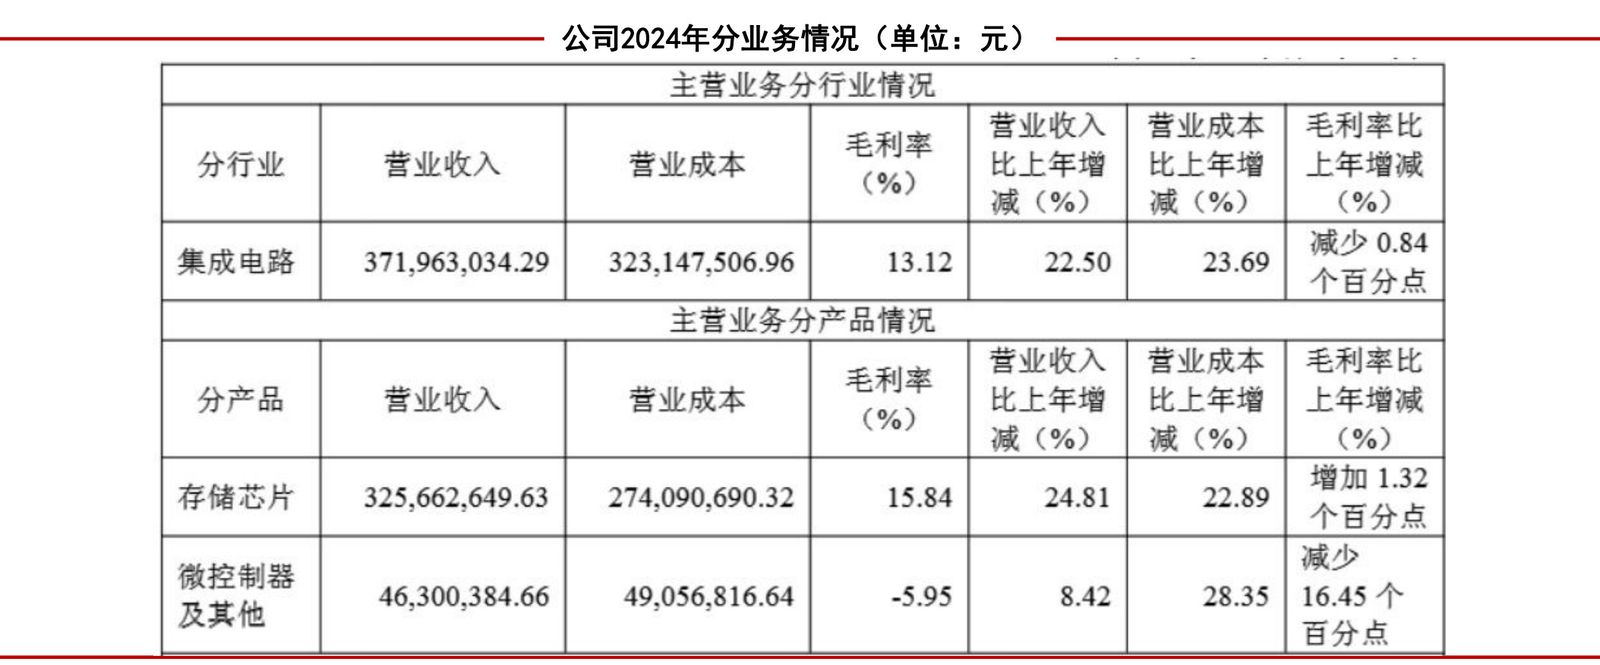 公司2024年分业务情况（单位：元）
主营业务分行业情况
分行业 营业收入 营业成本 毛利率（%） 营业收入比上年增减（%） 营业成本比上年增减（%） 毛利率比上年增减（%）
集成电路 371,963,034.29 323,147,506.96 13.12 22.50 23.69 减少 0.84 个百分点
主营业务分产品情况
分产品 营业收入 营业成本 毛利率（%） 营业收入比上年增减（%） 营业成本比上年增减（%） 毛利率比上年增减（%）
存储芯片 325,662,649.63 274,090,690.32 15.84 24.81 22.89 增加 1.32 个百分点
微控制器及其他 46,300,384.66 49,056,816.64 -5.95 8.42 28.35 减少 16.45 个百分点